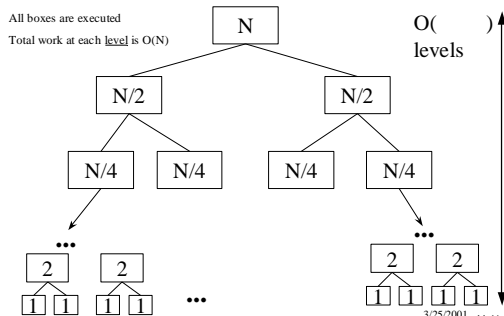 All boxes are executed
Total work at each level is O(N)
N
O( )
levels
N/2 N/2
N/4 N/4 N/4 N/4
... ...
2 2 2 2
1 1 1 1 ... 1 1 1 1
3/25/2001